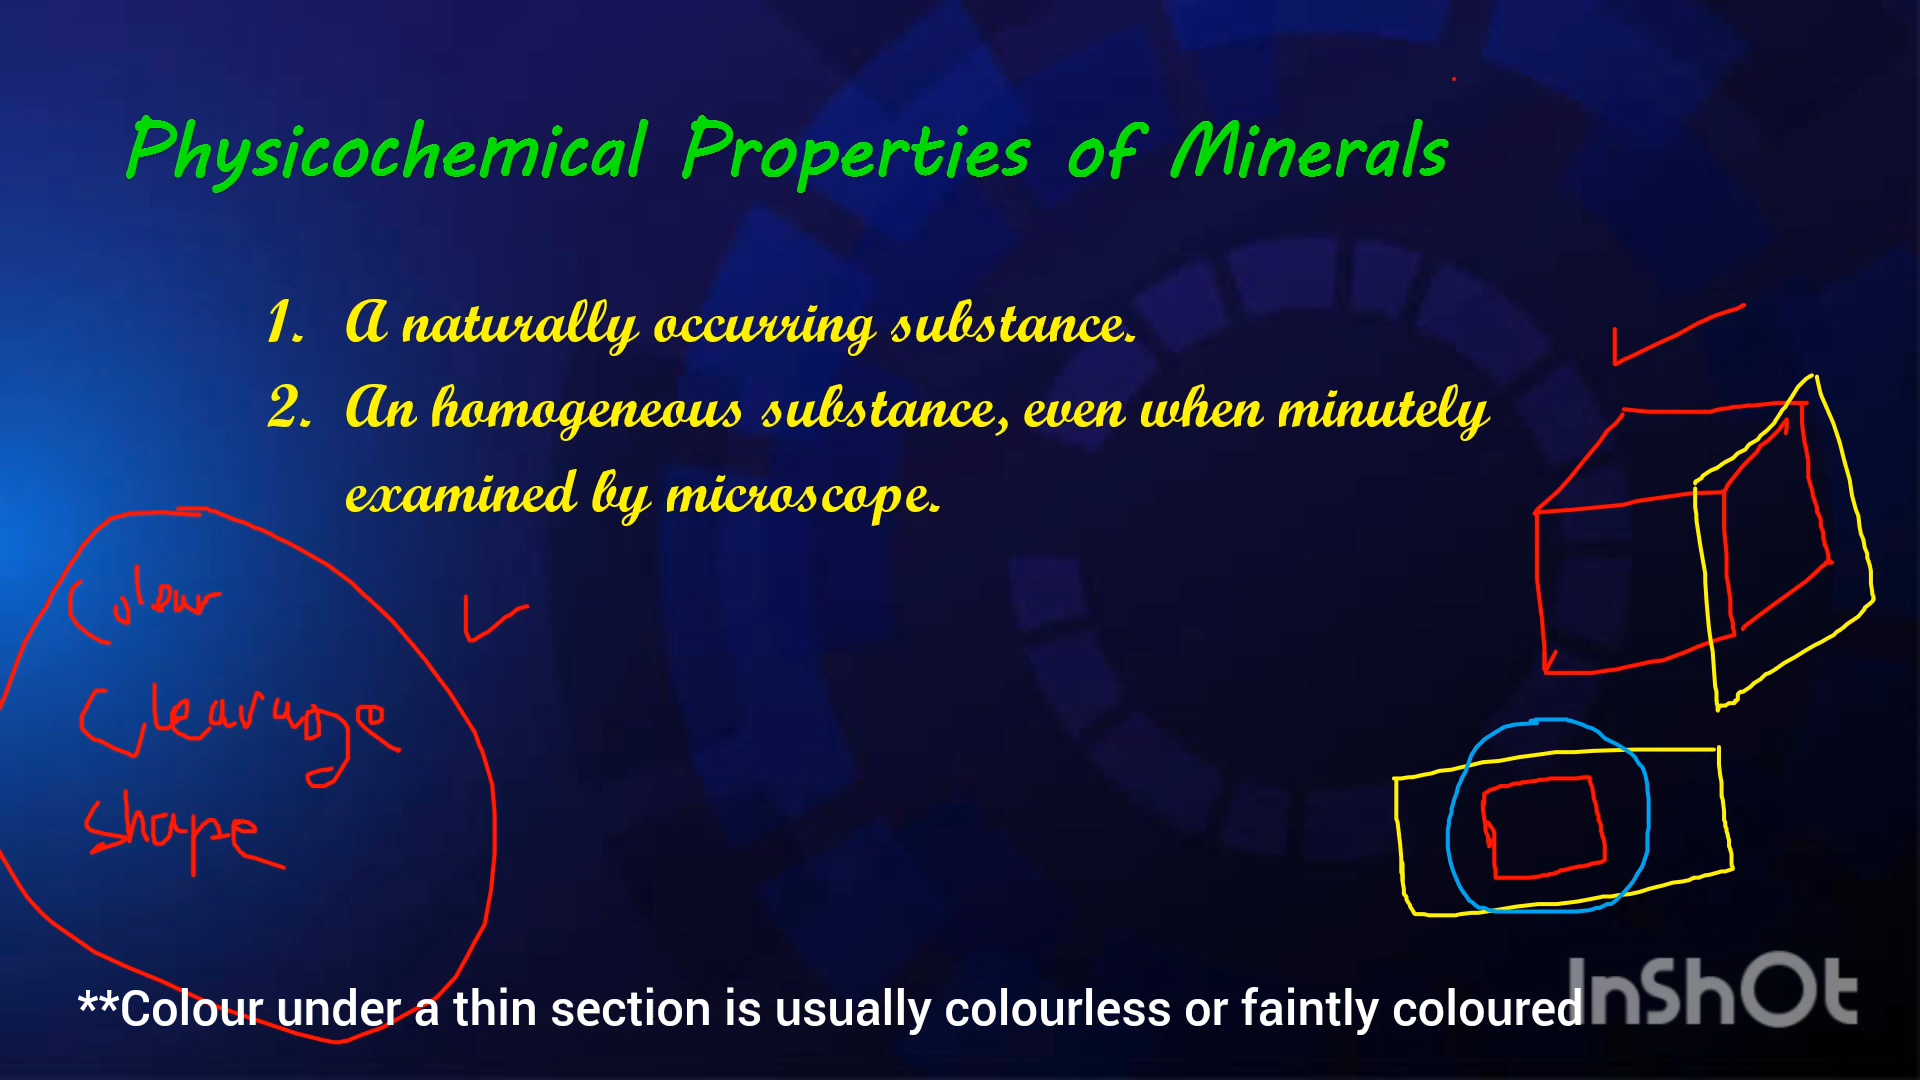 Physicochemical Properties of Minerals
1. A naturally occurring substance.
2. An homogeneous substance, even when minutely
examined by microscope.
Colour
Cleavage
Shape
**Colour under a thin section is usually colourless or faintly coloured
InShOt